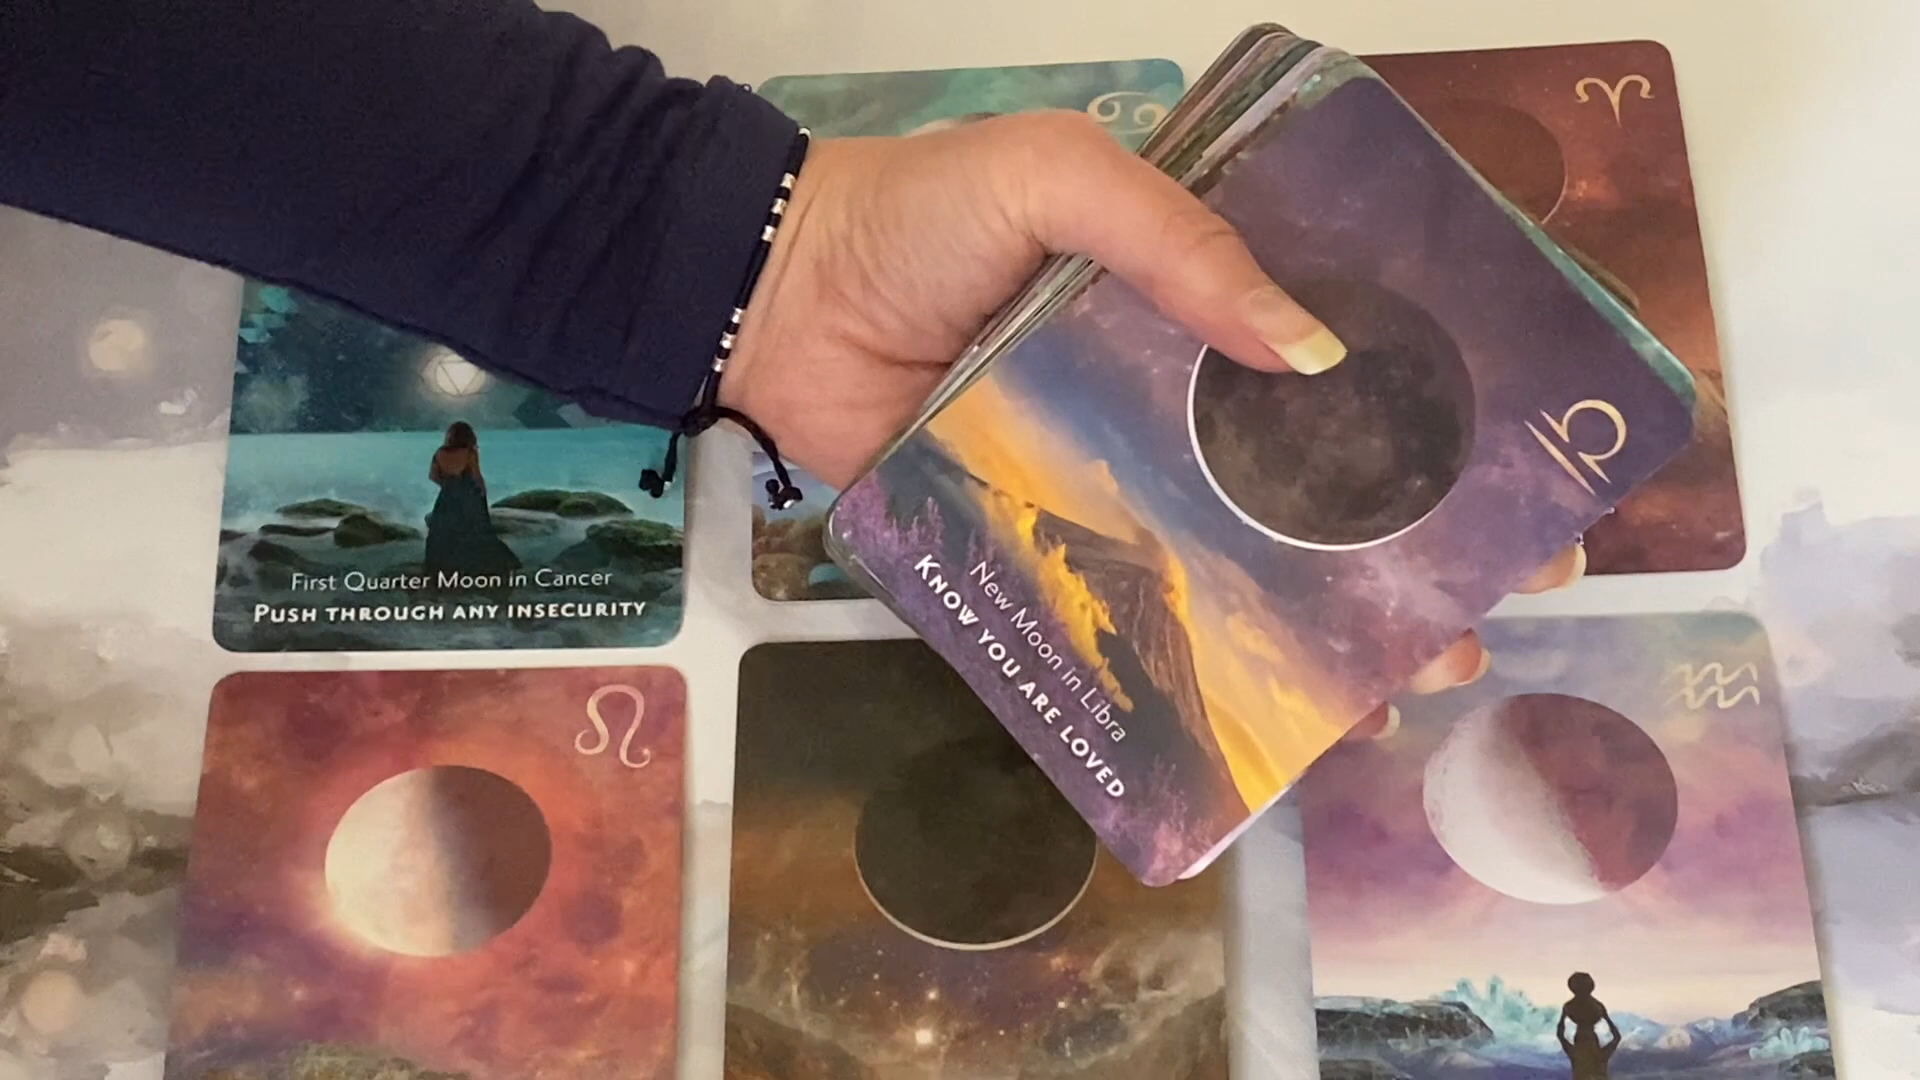 First Quarter Moon in Cancer
PUSH THROUGH ANY INSECURITY
New Moon in Libra
KNOW YOU ARE LOVED